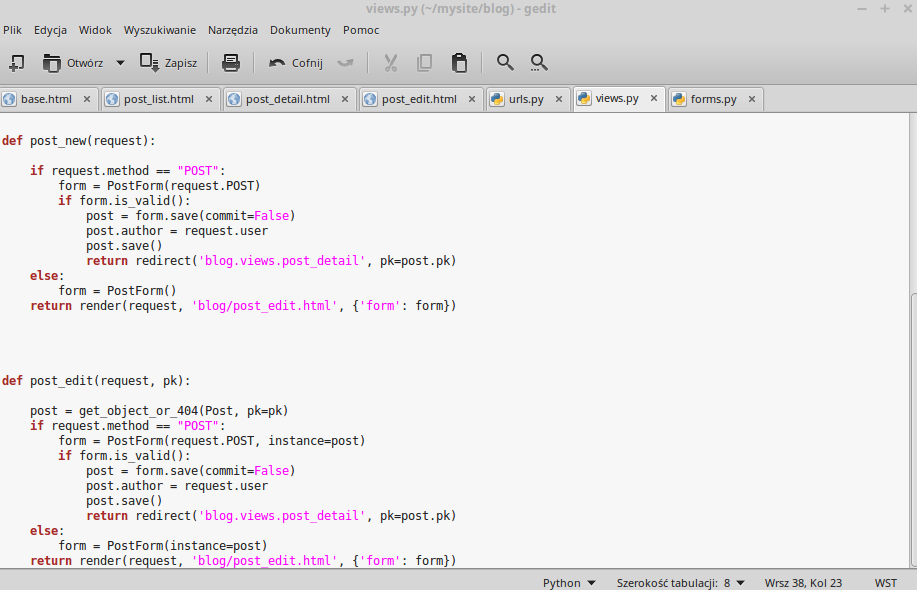 views.py (~/mysite/blog) - gedit
Plik Edycja Widok Wyszukiwanie Narzędzia Dokumenty Pomoc
Otwórz Zapisz Cofnij
base.html post_list.html post_detail.html post_edit.html urls.py views.py forms.py
def post_new(request):
    if request.method == "POST":
        form = PostForm(request.POST)
        if form.is_valid():
            post = form.save(commit=False)
            post.author = request.user
            post.save()
            return redirect('blog.views.post_detail', pk=post.pk)
    else:
        form = PostForm()
    return render(request, 'blog/post_edit.html', {'form': form})
def post_edit(request, pk):
    post = get_object_or_404(Post, pk=pk)
    if request.method == "POST":
        form = PostForm(request.POST, instance=post)
        if form.is_valid():
            post = form.save(commit=False)
            post.author = request.user
            post.save()
            return redirect('blog.views.post_detail', pk=post.pk)
    else:
        form = PostForm(instance=post)
    return render(request, 'blog/post_edit.html', {'form': form})
Python Szerokość tabulacji: 8 Wrsz 38, Kol 23 WST